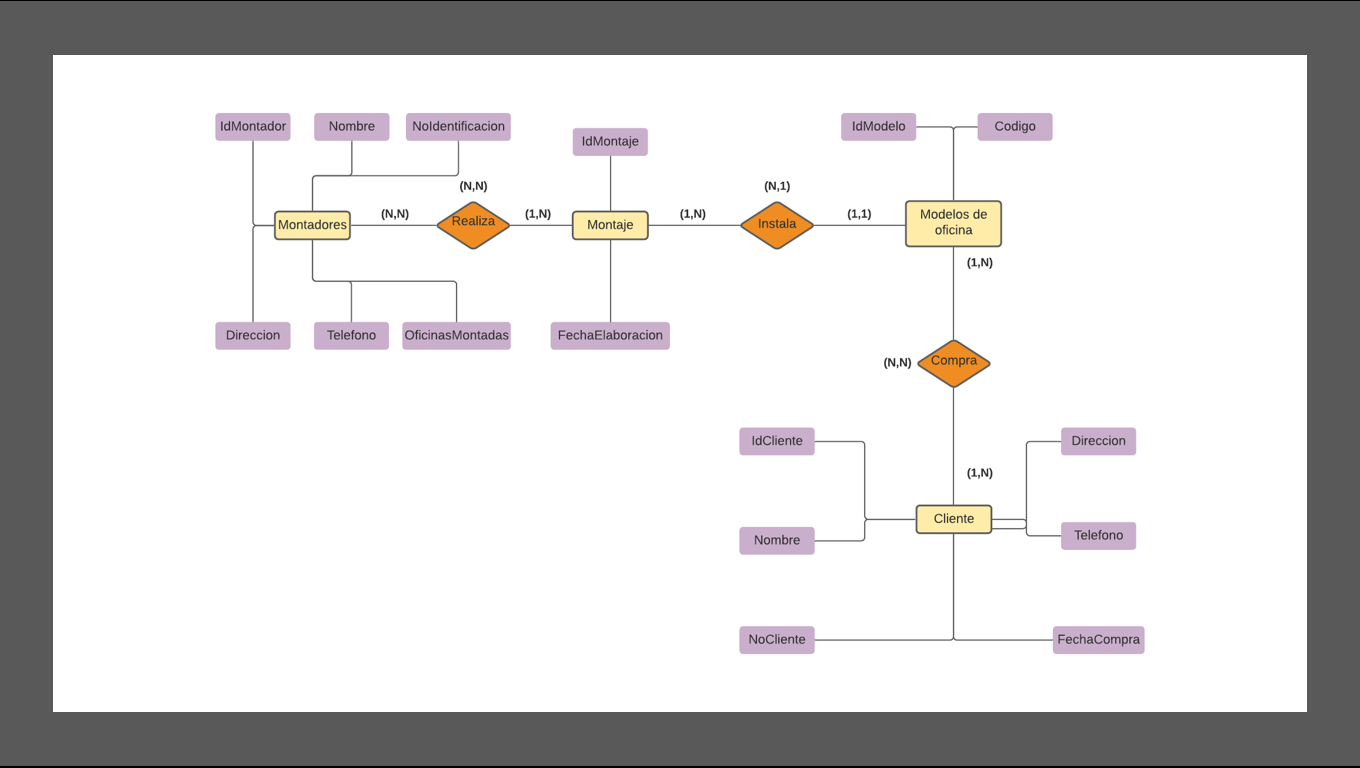 IdMontador
Nombre
NoIdentificacion
IdMontaje
IdModelo
Codigo
(N,N)
(N,1)
Montadores
(N,N)
Realiza
(1,N)
Montaje
(1,N)
Instala
(1,1)
Modelos de
oficina
(1,N)
Direccion
Telefono
OficinasMontadas
FechaElaboracion
(N,N)
Compra
IdCliente
Direccion
(1,N)
Cliente
Nombre
Telefono
NoCliente
FechaCompra